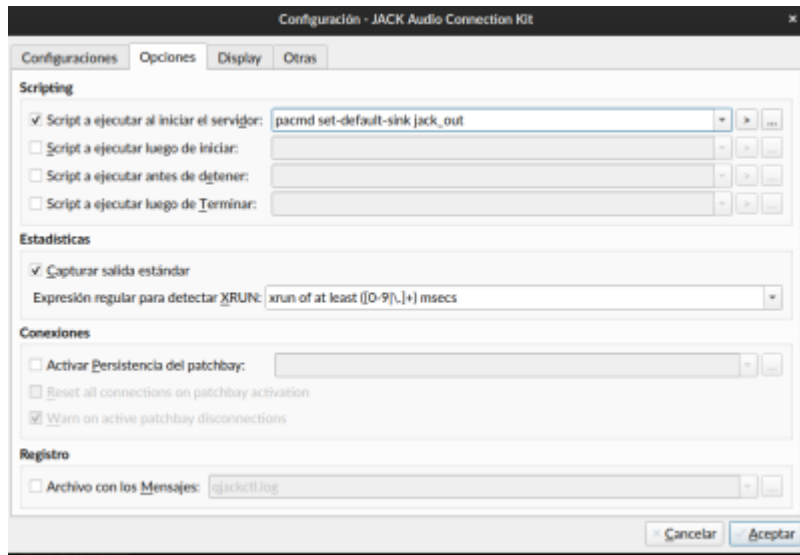 Configuración - JACK Audio Connection Kit
Configuraciones Opciones Display Otras
Scripting
Script a ejecutar al iniciar el servidor: pacmd set-default-sink jack_out
Script a ejecutar luego de iniciar:
Script a ejecutar antes de detener:
Script a ejecutar luego de Terminar:
Estadísticas
Capturar salida estándar
Expresión regular para detectar XRUN: xrun of at least ([0-9|\.]+) msecs
Conexiones
Activar Persistencia del patchbay:
Reset all connections on patchbay activation
Warn on active patchbay disconnections
Registro
Archivo con los Mensajes: qjackctl.log
Cancelar Aceptar